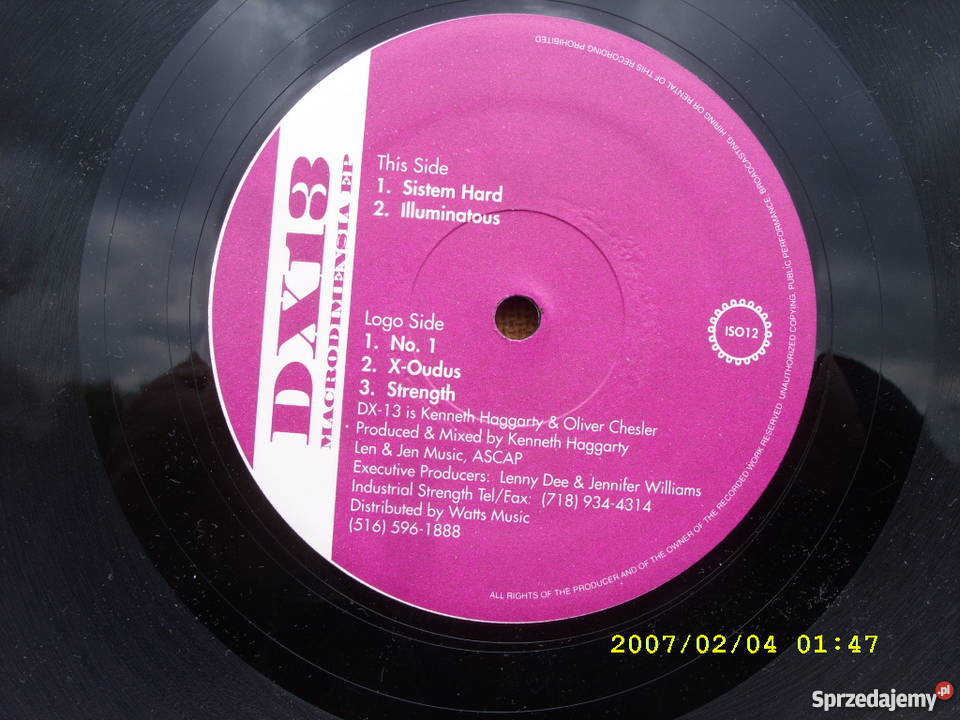 DX13
MACRODIMENSIA EP
This Side
1. Sistem Hard
2. Illuminatous
Logo Side
1. No. 1
2. X-Oudus
3. Strength
DX-13 is Kenneth Haggarty & Oliver Chesler
Produced & Mixed by Kenneth Haggarty
Len & Jen Music, ASCAP
Executive Producers: Lenny Dee & Jennifer Williams
Industrial Strength Tel/Fax: (718) 934-4314
Distributed by Watts Music
(516) 596-1888
ISO12
ALL RIGHTS OF THE PRODUCER AND OF THE OWNER OF THE RECORDED WORK RESERVED. UNAUTHORIZED COPYING, PUBLIC PERFORMANCE, BROADCASTING, HIRING OR RENTAL OF THIS RECORDING PROHIBITED.
2007/02/04 01:47
Sprzedajemy.pl